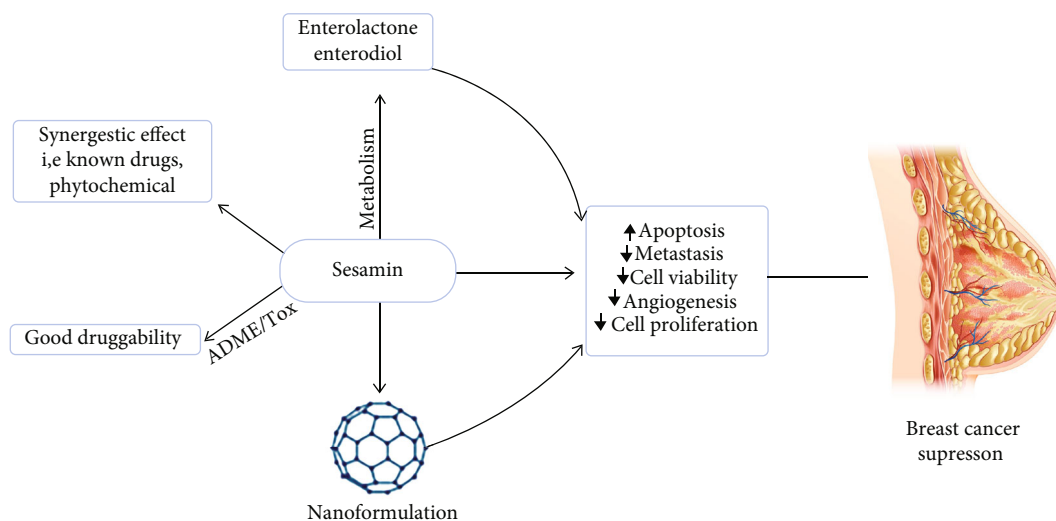 Enterolactone
enterodiol
Synergestic effect
i,e known drugs,
phytochemical
Metabolism
Sesamin
Good druggability
ADME/Tox
Nanoformulation
Apoptosis
Metastasis
Cell viability
Angiogenesis
Cell proliferation
Breast cancer
supresson